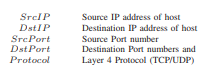 SrcIP Source IP address of host
DstIP Destination IP address of host
SrcPort Source Port number
DstPort Destination Port numbers and
Protocol Layer 4 Protocol (TCP/UDP)